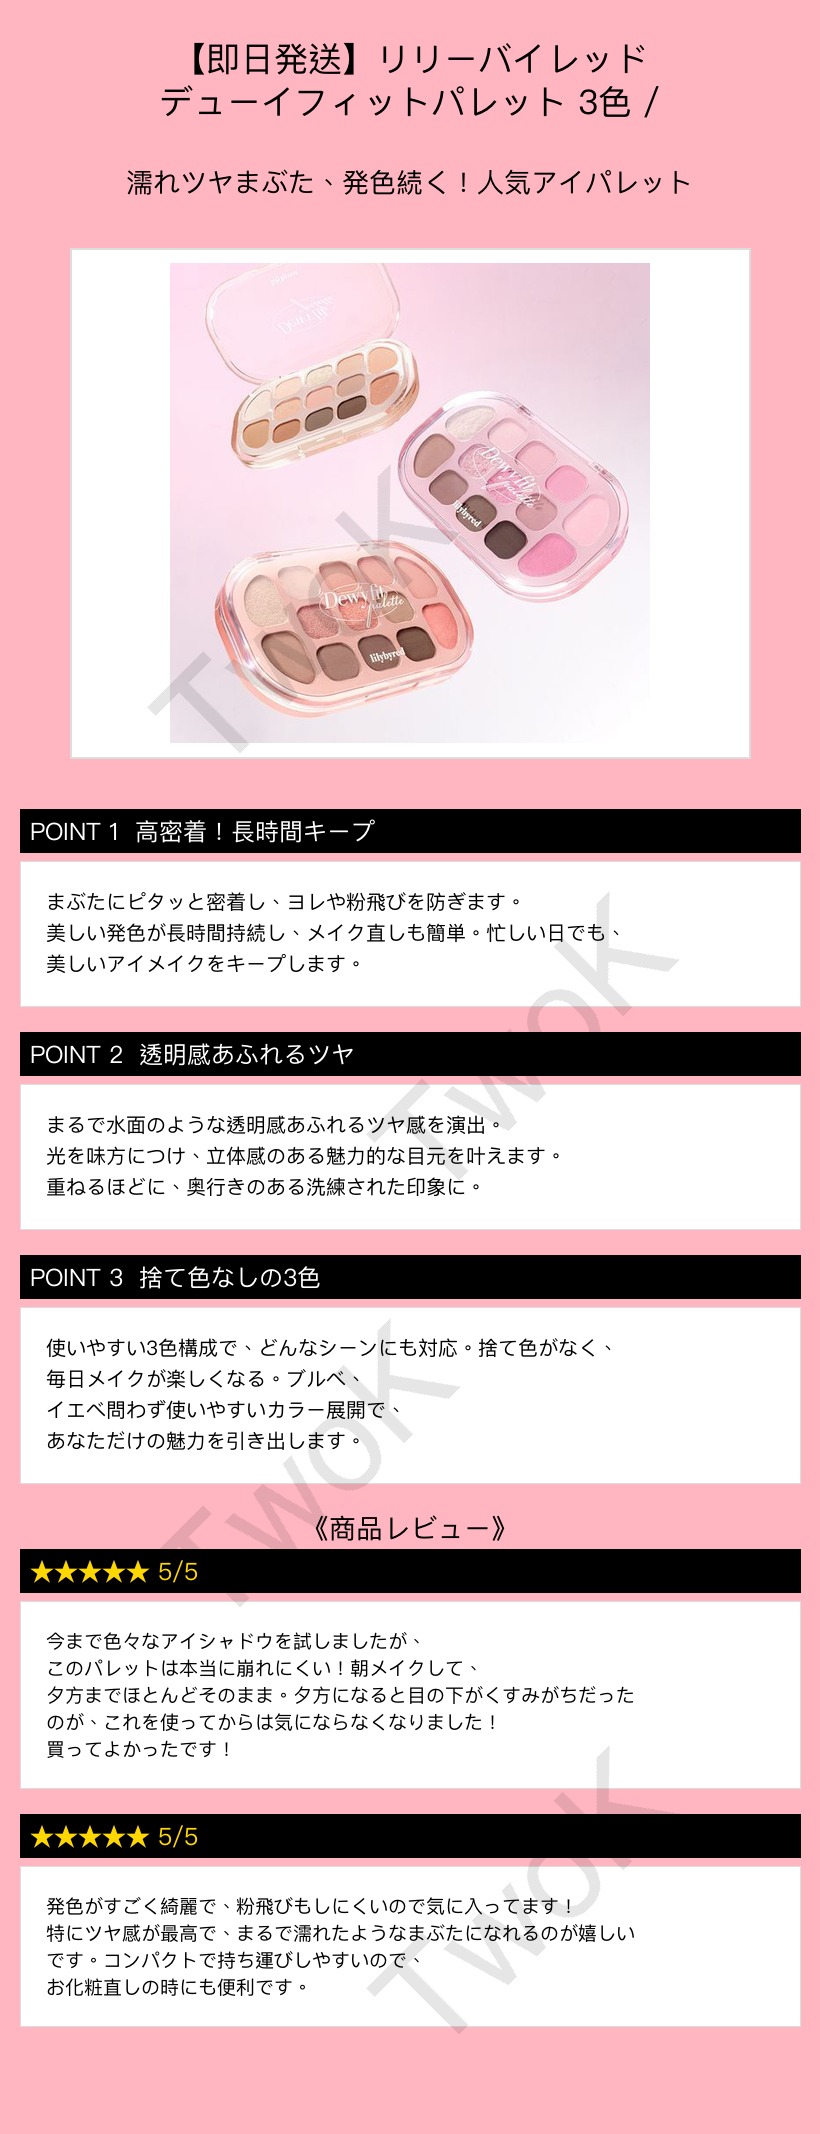 【即日発送】リリーバイレッド
デューイフィットパレット 3色 /
濡れツヤまぶた、発色続く！人気アイパレット
Dewyfit
palette
lilybyred
Dewyfit
palette
lilybyred
TwoK
POINT 1 高密着！長時間キープ
まぶたにピタッと密着し、ヨレや粉飛びを防ぎます。
美しい発色が長時間持続し、メイク直しも簡単。忙しい日でも、
美しいアイメイクをキープします。
TwoK
POINT 2 透明感あふれるツヤ
まるで水面のような透明感あふれるツヤ感を演出。
光を味方につけ、立体感のある魅力的な目元を叶えます。
重ねるほどに、奥行きのある洗練された印象に。
POINT 3 捨て色なしの3色
使いやすい3色構成で、どんなシーンにも対応。捨て色がなく、
毎日メイクが楽しくなる。ブルベ、
イエベ問わず使いやすいカラー展開で、
あなただけの魅力を引き出します。
TwoK
《商品レビュー》
★★★★★ 5/5
今まで色々なアイシャドウを試しましたが、
このパレットは本当に崩れにくい！朝メイクして、
夕方までほとんどそのまま。夕方になると目の下がくすみがちだった
のが、これを使ってからは気にならなくなりました！
買ってよかったです！
★★★★★ 5/5
発色がすごく綺麗で、粉飛びもしにくいので気に入ってます！
特にツヤ感が最高で、まるで濡れたようなまぶたになれるのが嬉しい
です。コンパクトで持ち運びしやすいので、
お化粧直しの時にも便利です。
TwoK